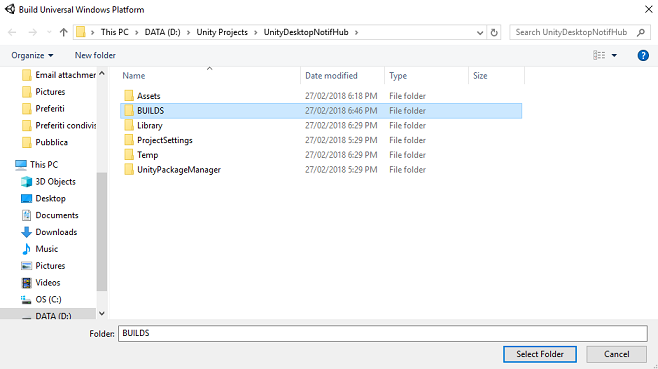 Build Universal Windows Platform
This PC > DATA (D:) > Unity Projects > UnityDesktopNotifHub >
Search UnityDesktopNotifHub
Organize New folder
Name Date modified Type Size
Email attachmer
Pictures
Preferiti
Preferiti condivis
Pubblica
This PC
3D Objects
Desktop
Documents
Downloads
Music
Pictures
Videos
OS (C:)
DATA (D:)
Assets 27/02/2018 6:18 PM File folder
BUILDS 27/02/2018 6:46 PM File folder
Library 27/02/2018 6:29 PM File folder
ProjectSettings 27/02/2018 5:29 PM File folder
Temp 27/02/2018 6:29 PM File folder
UnityPackageManager 27/02/2018 5:29 PM File folder
Folder: BUILDS
Select Folder Cancel